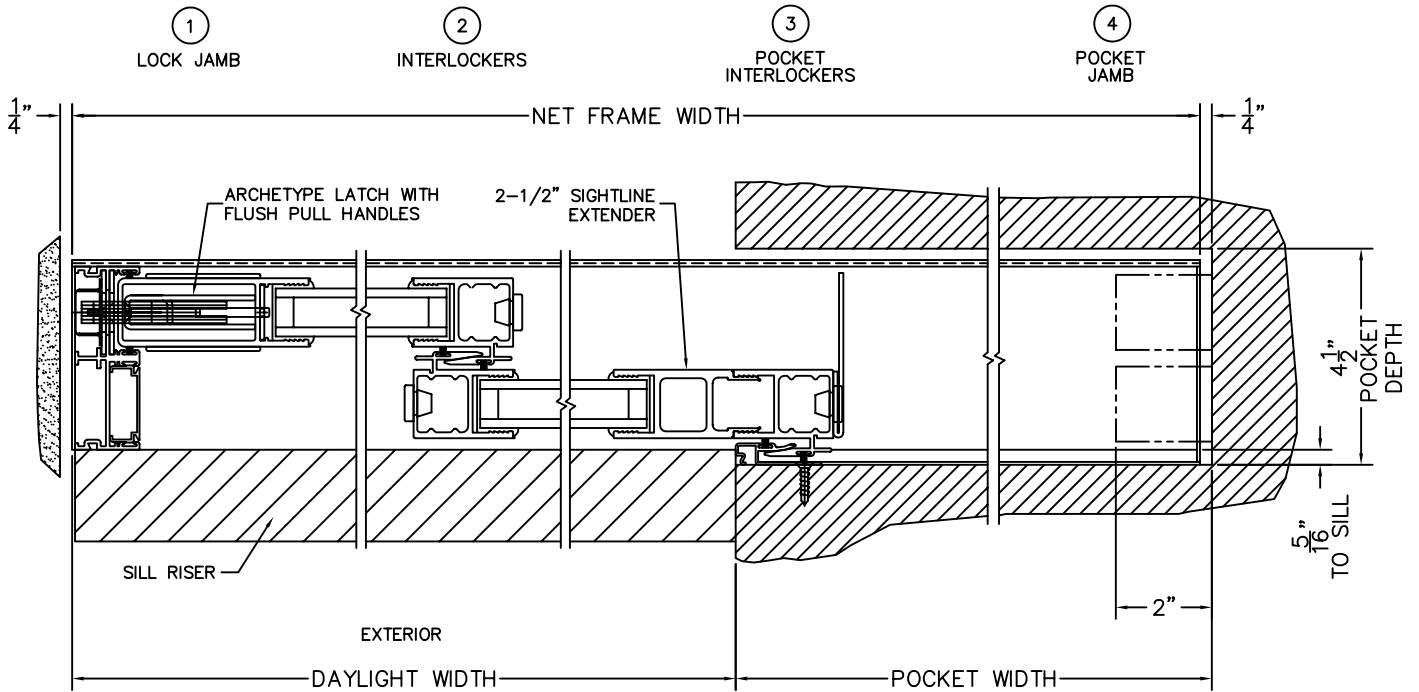 1
LOCK JAMB
2
INTERLOCKERS
3
POCKET
INTERLOCKERS
4
POCKET
JAMB
1/4"
NET FRAME WIDTH
1/4"
ARCHETYPE LATCH WITH
FLUSH PULL HANDLES
2-1/2" SIGHTLINE
EXTENDER
4 1/2"
POCKET
DEPTH
5/16"
TO SILL
SILL RISER
2"
EXTERIOR
DAYLIGHT WIDTH
POCKET WIDTH